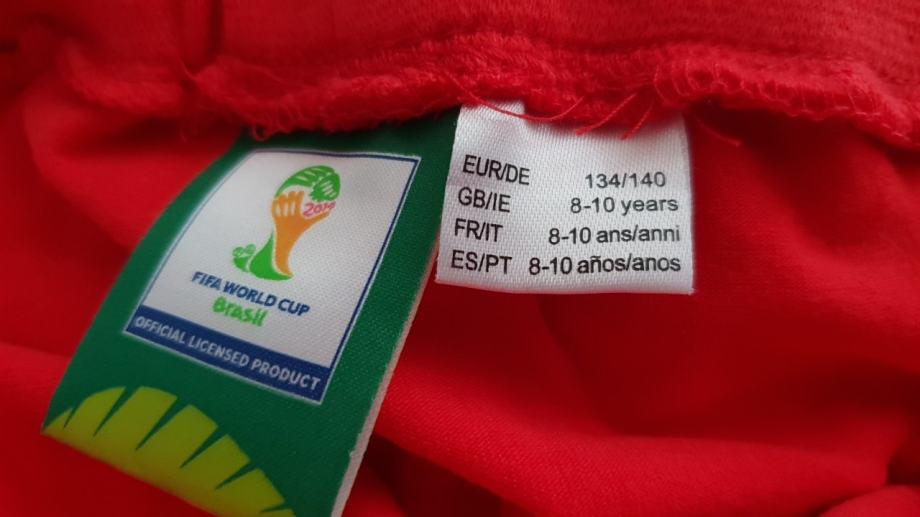 2014
FIFA WORLD CUP
Brasil
OFFICIAL LICENSED PRODUCT
EUR/DE 134/140
GB/IE 8-10 years
FR/IT 8-10 ans/anni
ES/PT 8-10 años/anos